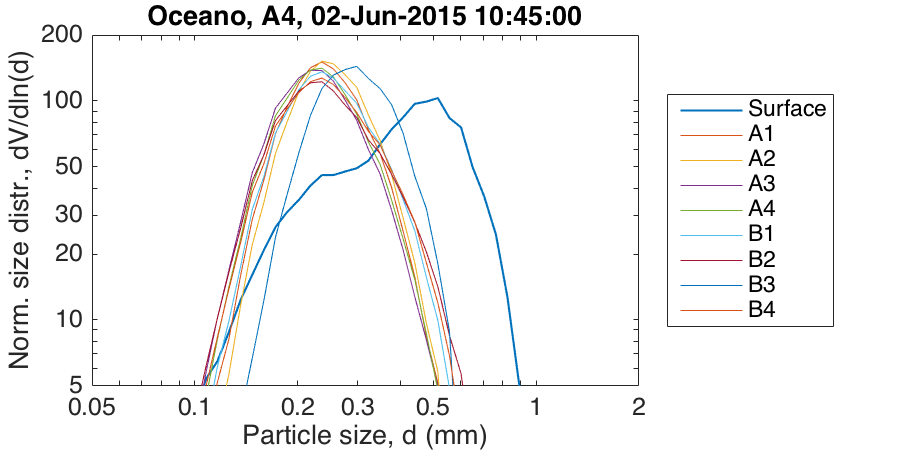 Oceano, A4, 02-Jun-2015 10:45:00
Norm. size distr., dV/dln(d)
200
100
50
30
20
10
5
0.05
0.1
0.2
0.3
0.5
1
2
Particle size, d (mm)
Surface
A1
A2
A3
A4
B1
B2
B3
B4